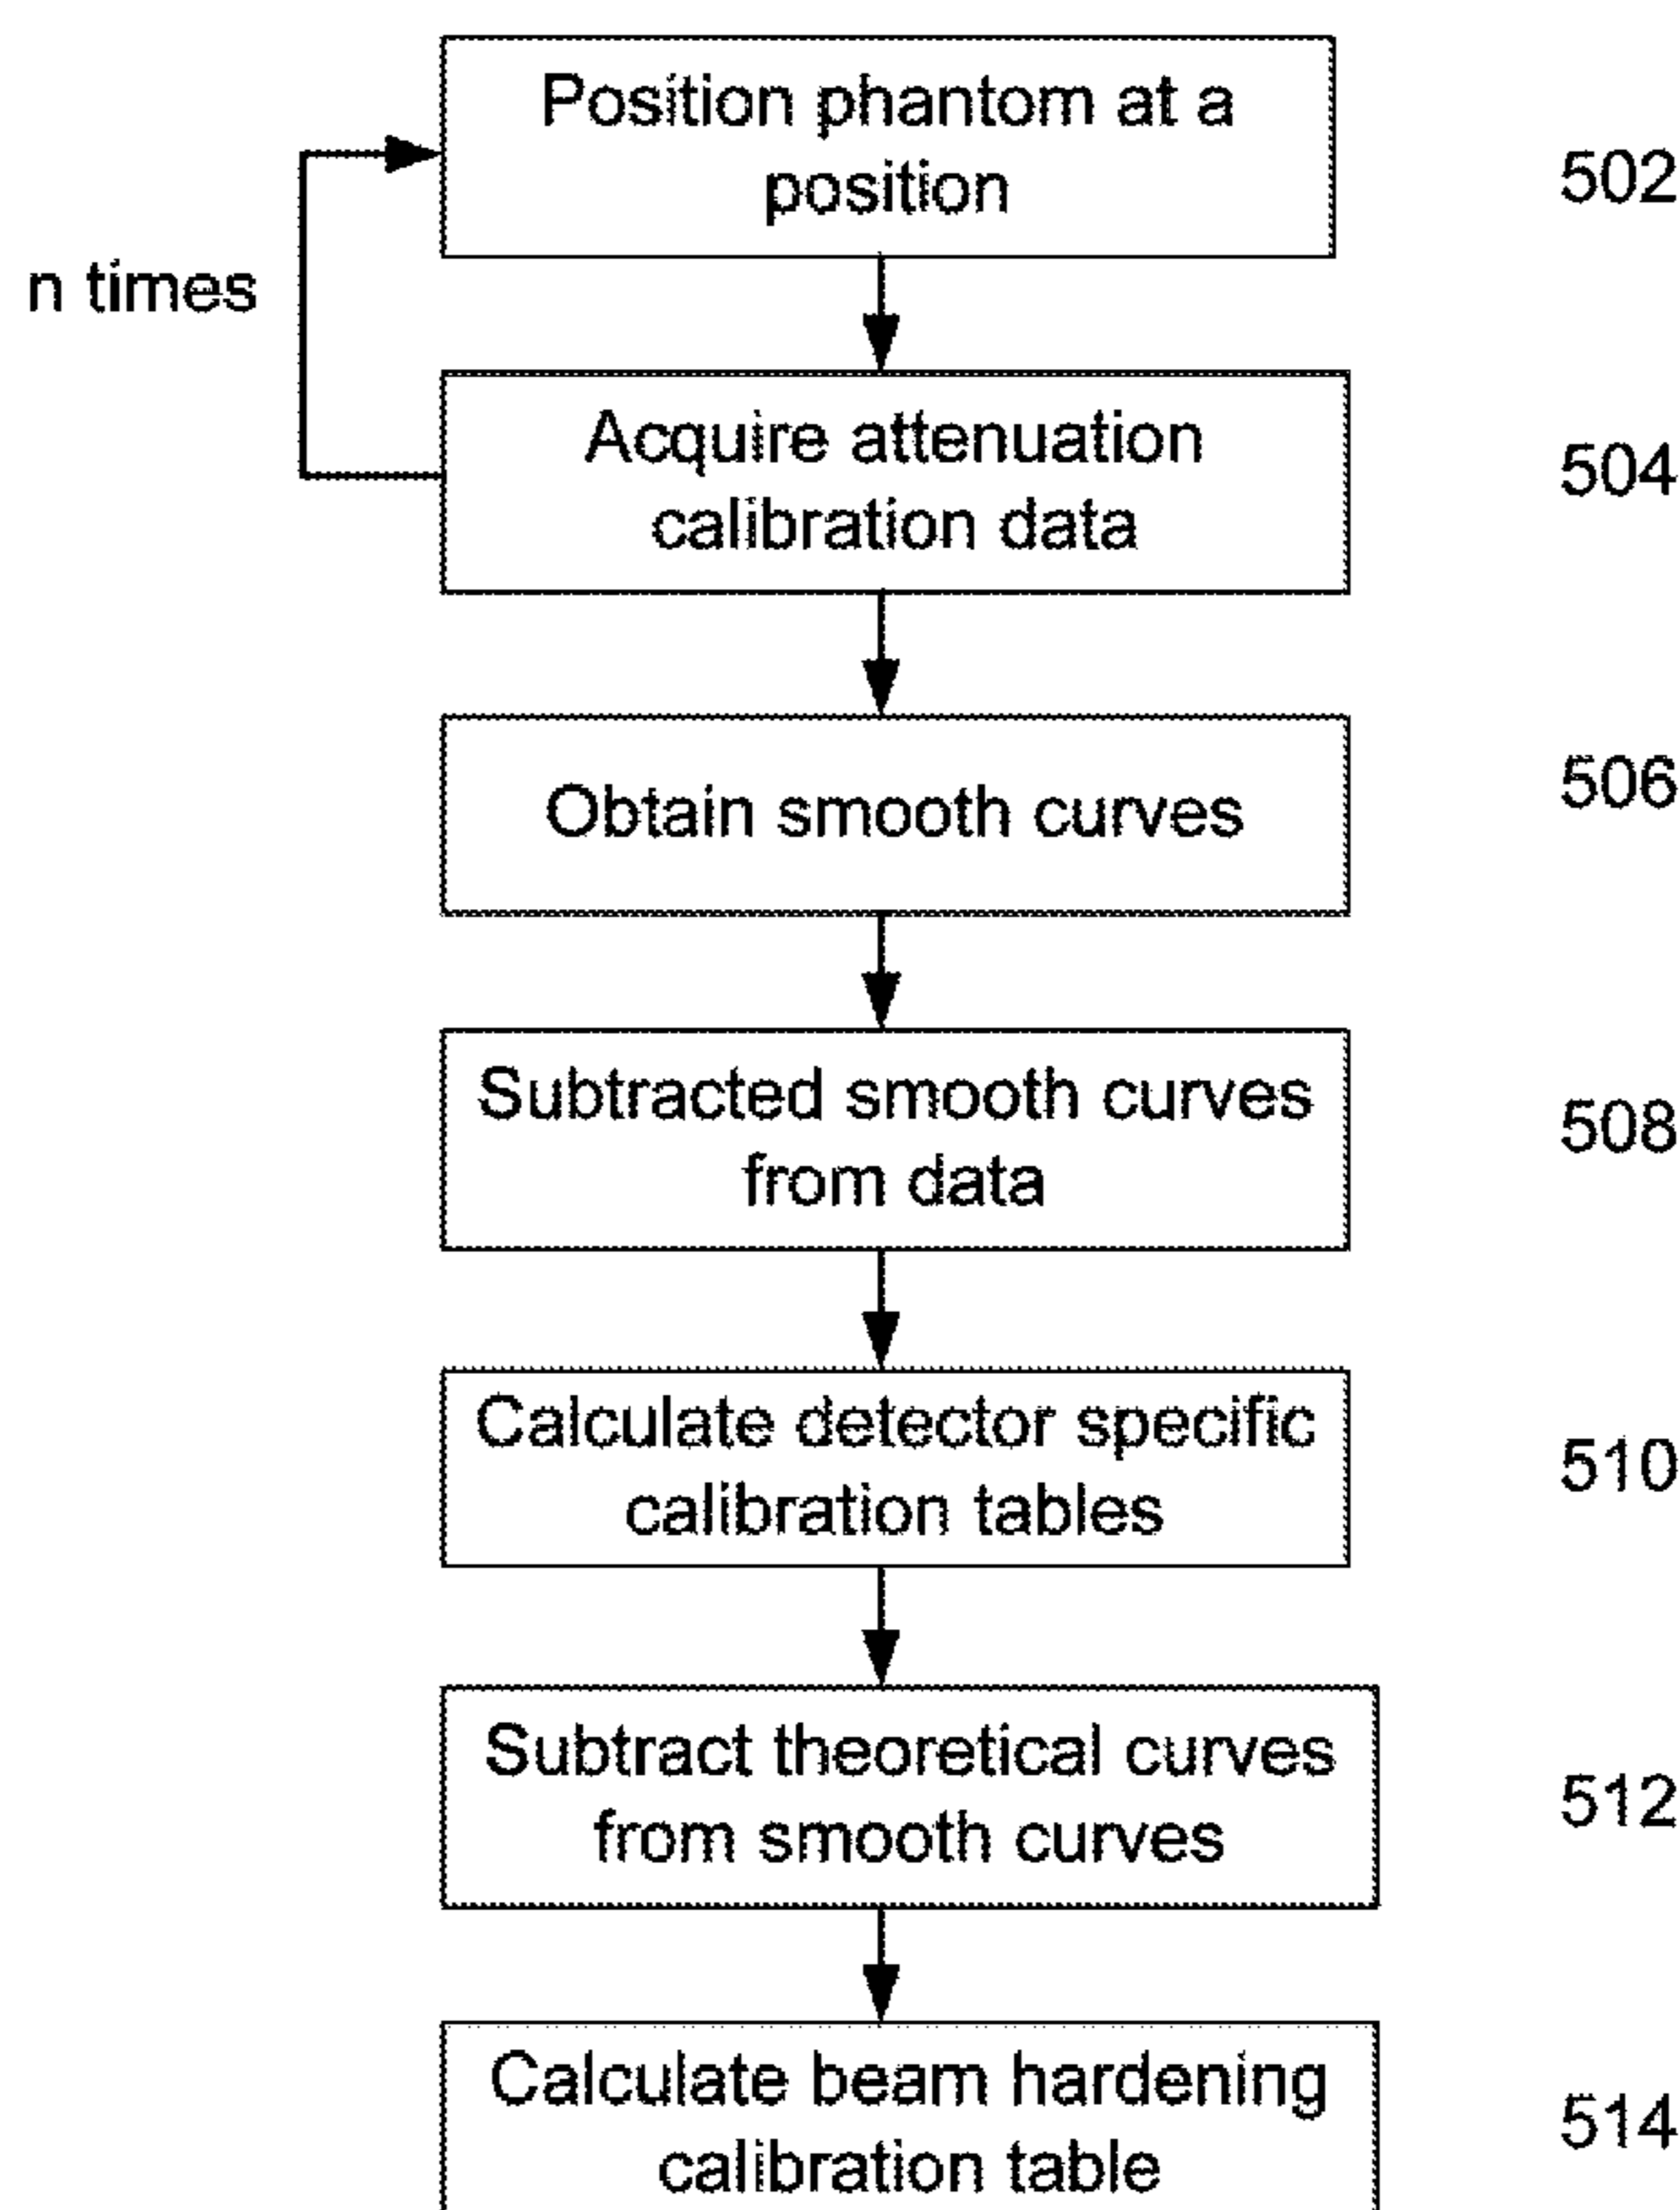 Position phantom at a
position
502
n times
Acquire attenuation
calibration data
504
Obtain smooth curves
506
Subtracted smooth curves
from data
508
Calculate detector specific
calibration tables
510
Subtract theoretical curves
from smooth curves
512
Calculate beam hardening
calibration table
514